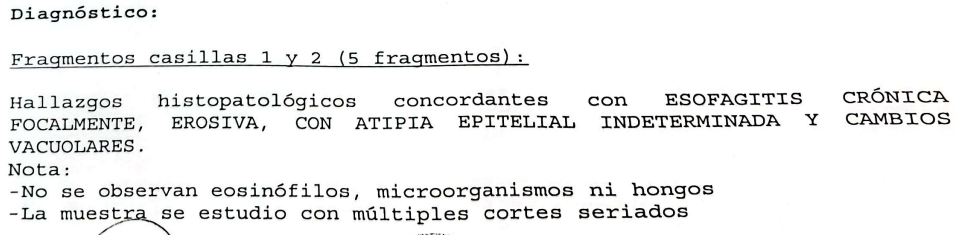 Diagnóstico:
Fragmentos casillas 1 y 2 (5 fragmentos):
Hallazgos histopatológicos concordantes con ESOFAGITIS CRÓNICA
FOCALMENTE, EROSIVA, CON ATIPIA EPITELIAL INDETERMINADA Y CAMBIOS
VACUOLARES.
Nota:
-No se observan eosinófilos, microorganismos ni hongos
-La muestra se estudio con múltiples cortes seriados